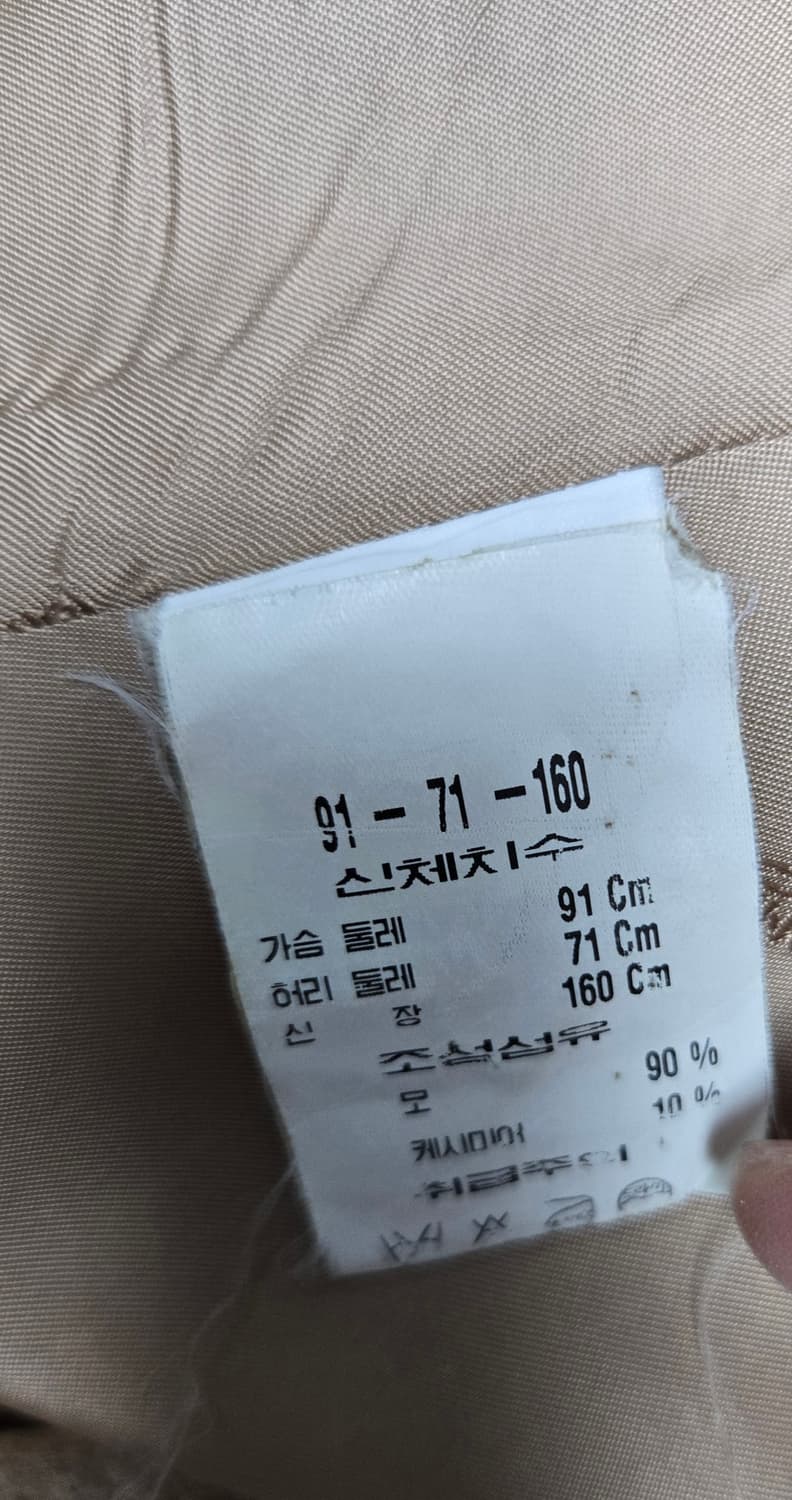 91 - 71 - 160
신체치수
가슴 둘레 91 Cm
허리 둘레 71 Cm
신 장 160 Cm
조성섬유
모 90 %
케시미어 10 %
취급주의